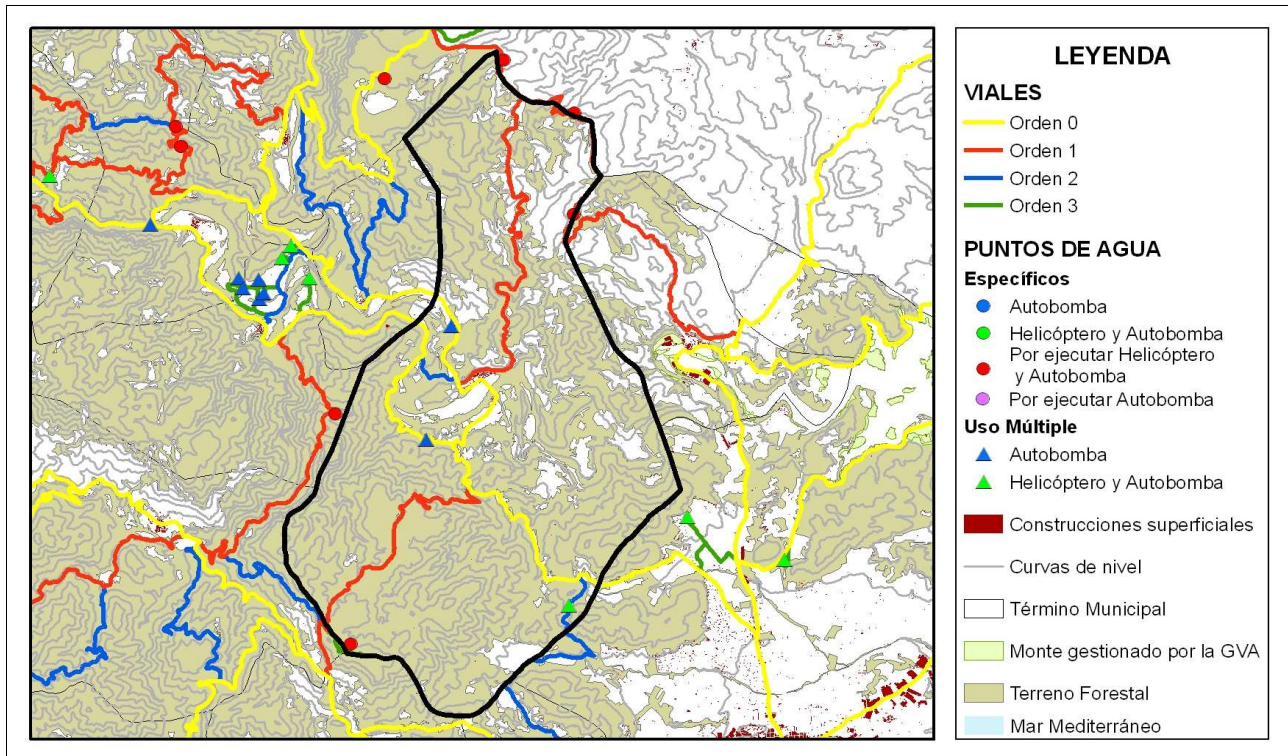 LEYENDA
VIALES
Orden 0
Orden 1
Orden 2
Orden 3
PUNTOS DE AGUA
Específicos
Autobomba
Helicóptero y Autobomba
Por ejecutar Helicóptero
y Autobomba
Por ejecutar Autobomba
Uso Múltiple
Autobomba
Helicóptero y Autobomba
Construcciones superficiales
Curvas de nivel
Término Municipal
Monte gestionado por la GVA
Terreno Forestal
Mar Mediterráneo